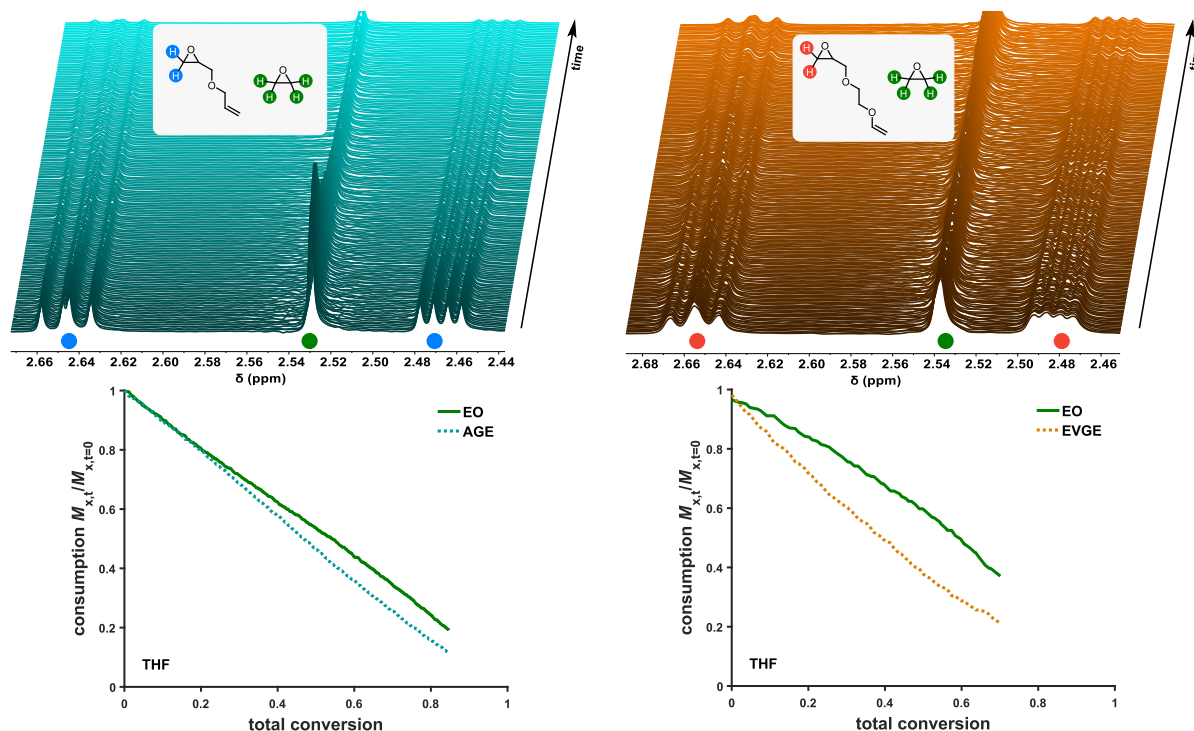 time
H
H
O
O
O
H
H
H
H
2.66
2.64
2.62
2.60
2.58
2.56
2.54
2.52
2.50
2.48
2.46
2.44
δ (ppm)
H
H
O
O
O
O
H
H
H
H
2.68
2.66
2.64
2.62
2.60
2.58
2.56
2.54
2.52
2.50
2.48
2.46
δ (ppm)
EO
AGE
1
0.8
0.6
0.4
0.2
0
consumption Mx,t/Mx,t=0
THF
0
0.2
0.4
0.6
0.8
1
total conversion
EO
EVGE
1
0.8
0.6
0.4
0.2
0
consumption Mx,t/Mx,t=0
THF
0
0.2
0.4
0.6
0.8
1
total conversion